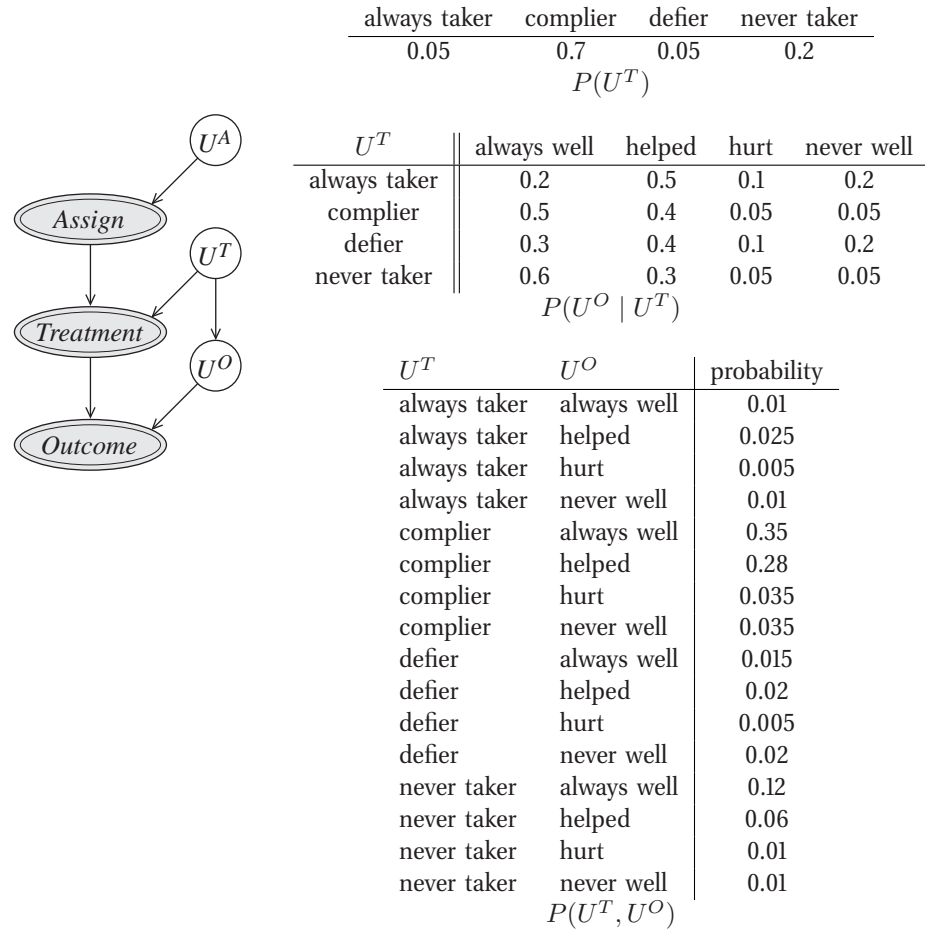 always taker complier defier never taker
0.05 0.7 0.05 0.2
P(U^T)
U^A
Assign
U^T
Treatment
U^O
Outcome
U^T always well helped hurt never well
always taker 0.2 0.5 0.1 0.2
complier 0.5 0.4 0.05 0.05
defier 0.3 0.4 0.1 0.2
never taker 0.6 0.3 0.05 0.05
P(U^O | U^T)
U^T U^O probability
always taker always well 0.01
always taker helped 0.025
always taker hurt 0.005
always taker never well 0.01
complier always well 0.35
complier helped 0.28
complier hurt 0.035
complier never well 0.035
defier always well 0.015
defier helped 0.02
defier hurt 0.005
defier never well 0.02
never taker always well 0.12
never taker helped 0.06
never taker hurt 0.01
never taker never well 0.01
P(U^T, U^O)